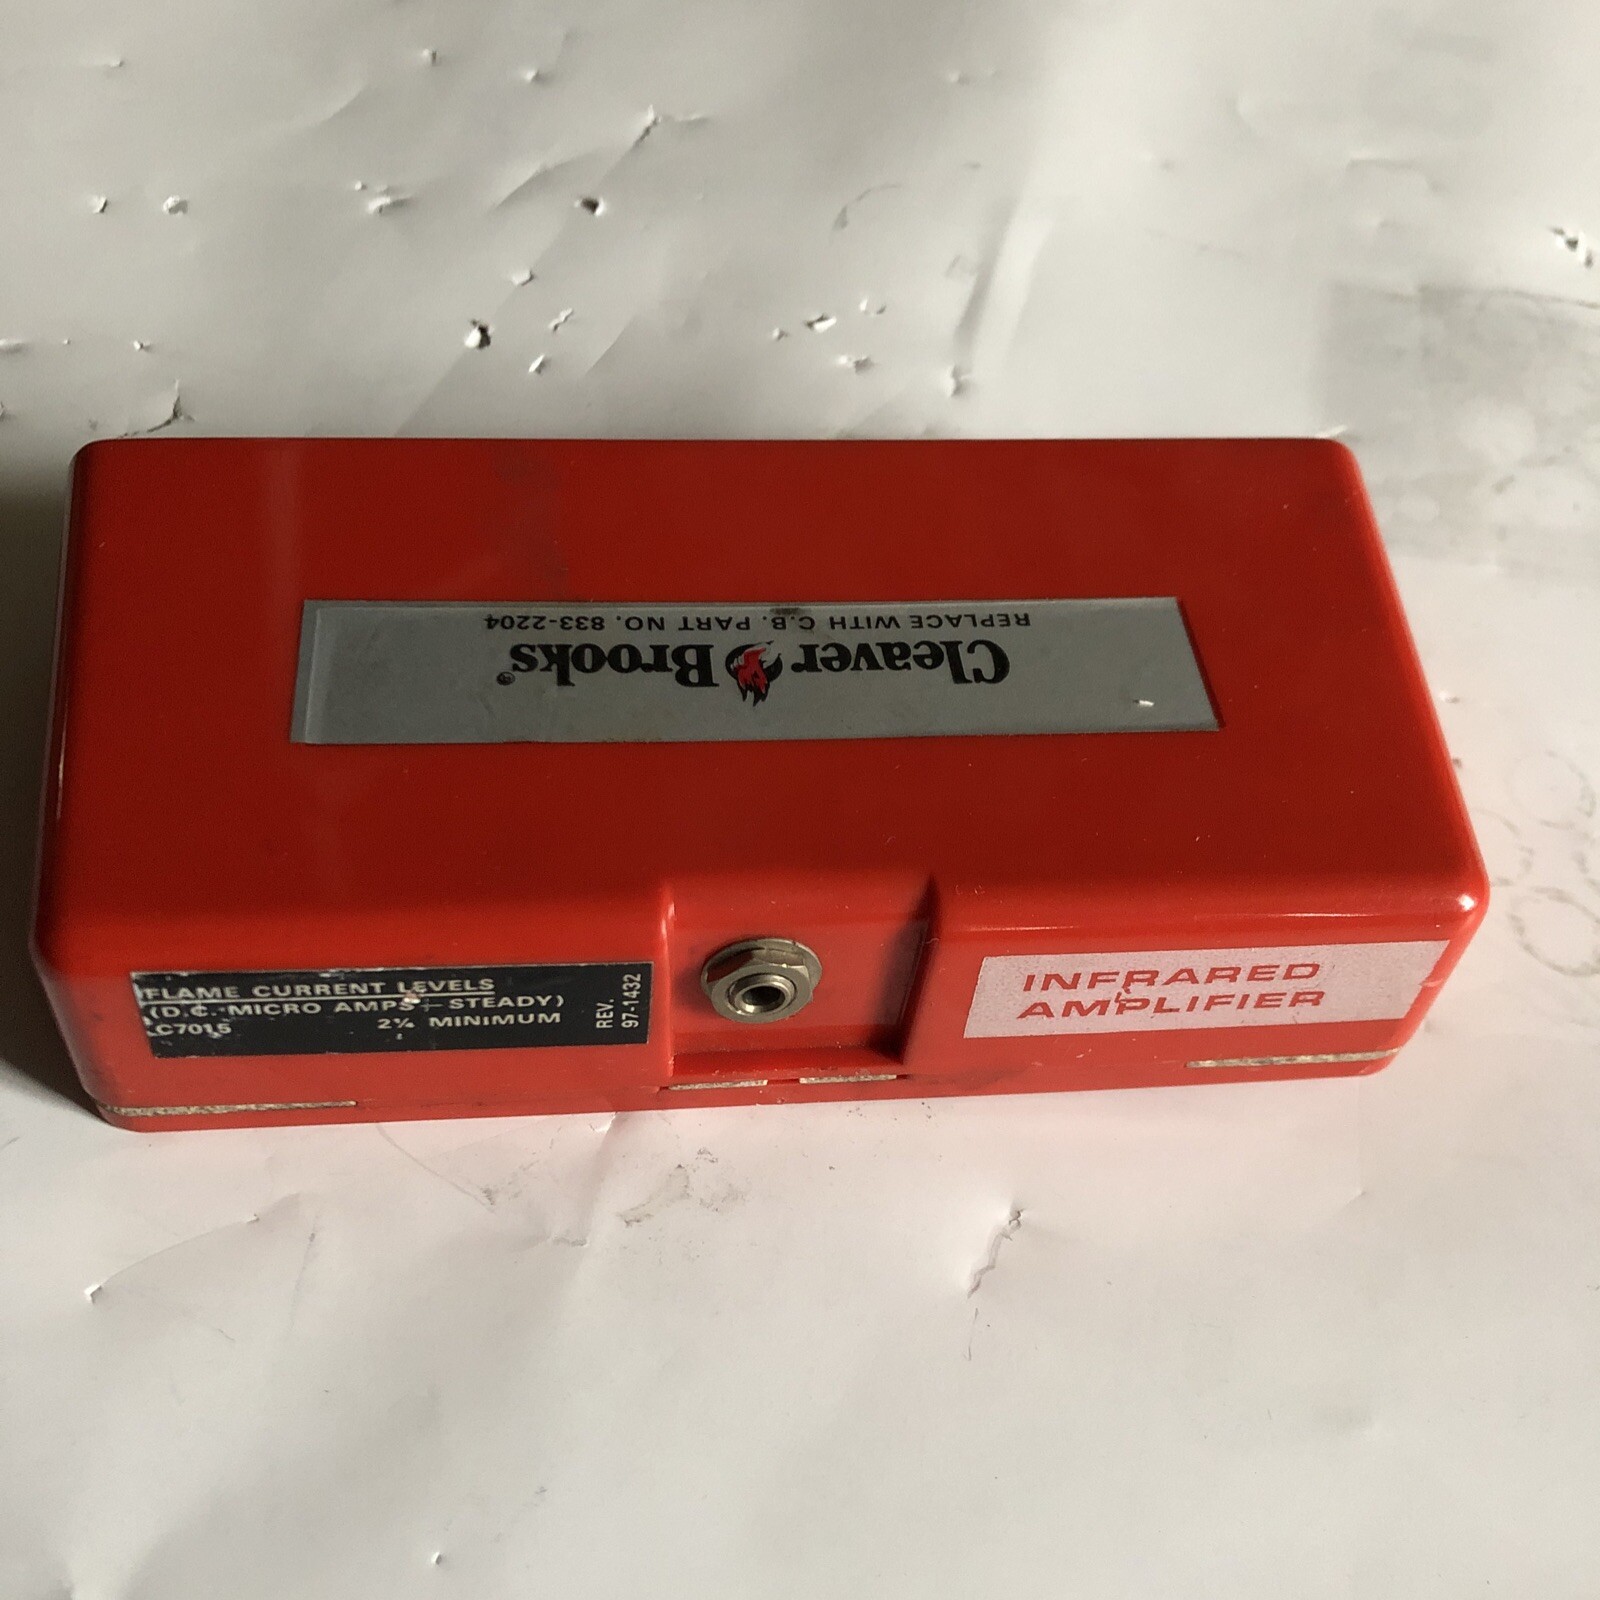 Cleaver Brooks®
REPLACE WITH C.B. PART NO. 833-2204
FLAME CURRENT LEVELS
(D.C. MICRO AMPS — STEADY)
C7015 2¼ MINIMUM
REV.
97-1432
INFRARED
AMPLIFIER